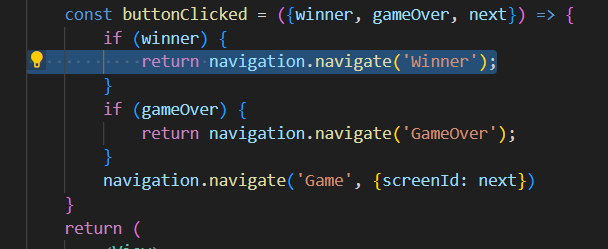 const buttonClicked = ({winner, gameOver, next}) => {
if (winner) {
return navigation.navigate('Winner');
}
if (gameOver) {
return navigation.navigate('GameOver');
}
navigation.navigate('Game', {screenId: next})
}
return (
<View>